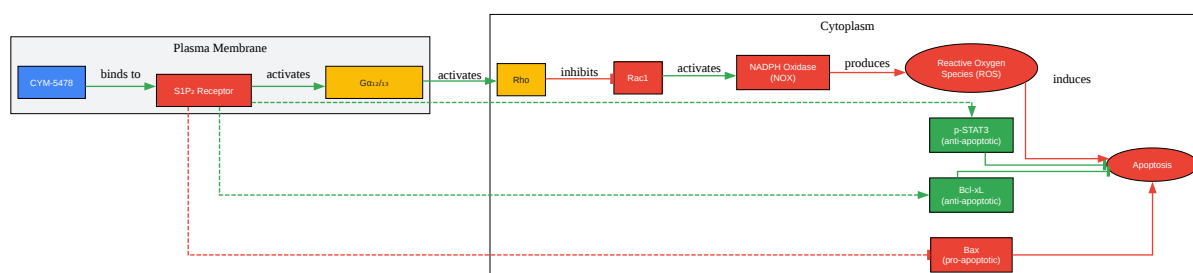 Cytoplasm
Plasma Membrane
CYM-5478
binds to
S1P₂ Receptor
activates
Gα₁₂/₁₃
activates
Rho
inhibits
Rac1
activates
NADPH Oxidase
(NOX)
produces
Reactive Oxygen
Species (ROS)
induces
p-STAT3
(anti-apoptotic)
Apoptosis
Bcl-xL
(anti-apoptotic)
Bax
(pro-apoptotic)